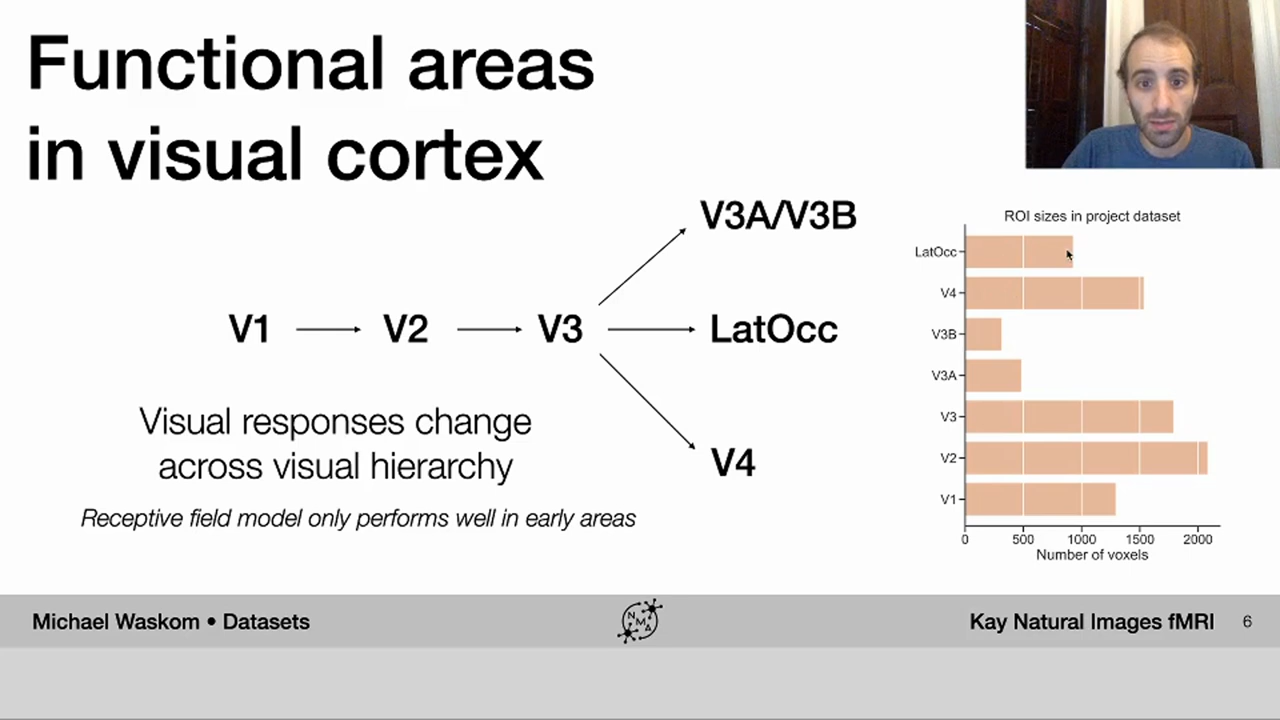 Functional areas
in visual cortex
V3A/V3B
V1
V2
V3
LatOcc
V4
Visual responses change
across visual hierarchy
Receptive field model only performs well in early areas
ROI sizes in project dataset
LatOcc
V4
V3B
V3A
V3
V2
V1
0 500 1000 1500 2000
Number of voxels
Michael Waskom • Datasets
NMA
Kay Natural Images fMRI 6